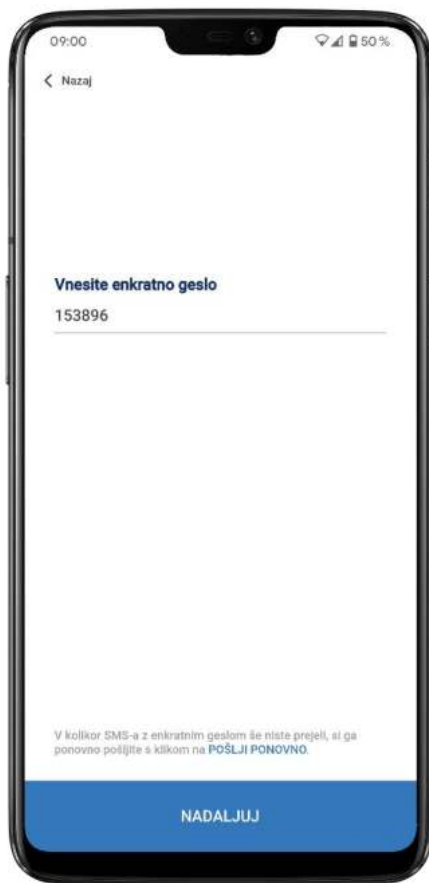 09:00
50 %
Nazaj
Vnesite enkratno geslo
153896
V kolikor SMS-a z enkratnim geslom še niste prejeli, si ga
ponovno pošljite s klikom na POŠLJI PONOVNO.
NADALJUJ